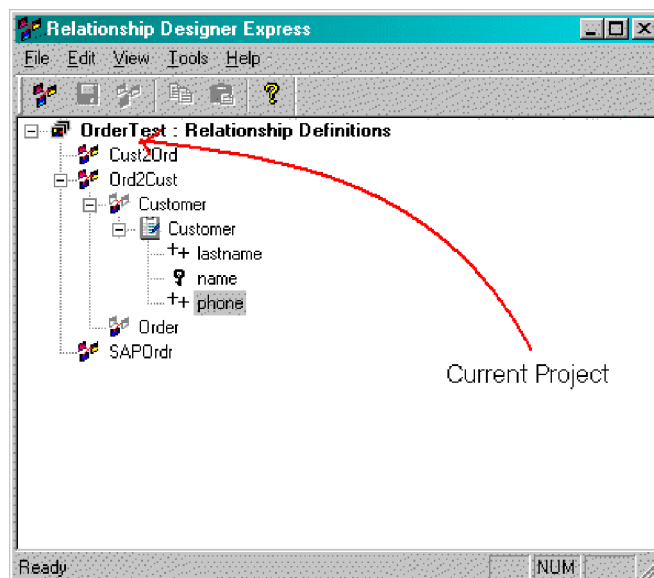 Relationship Designer Express
File Edit View Tools Help
OrderTest : Relationship Definitions
Cust2Ord
Ord2Cust
Customer
Customer
lastname
name
phone
Order
SAPOrdr
Current Project
Ready NUM